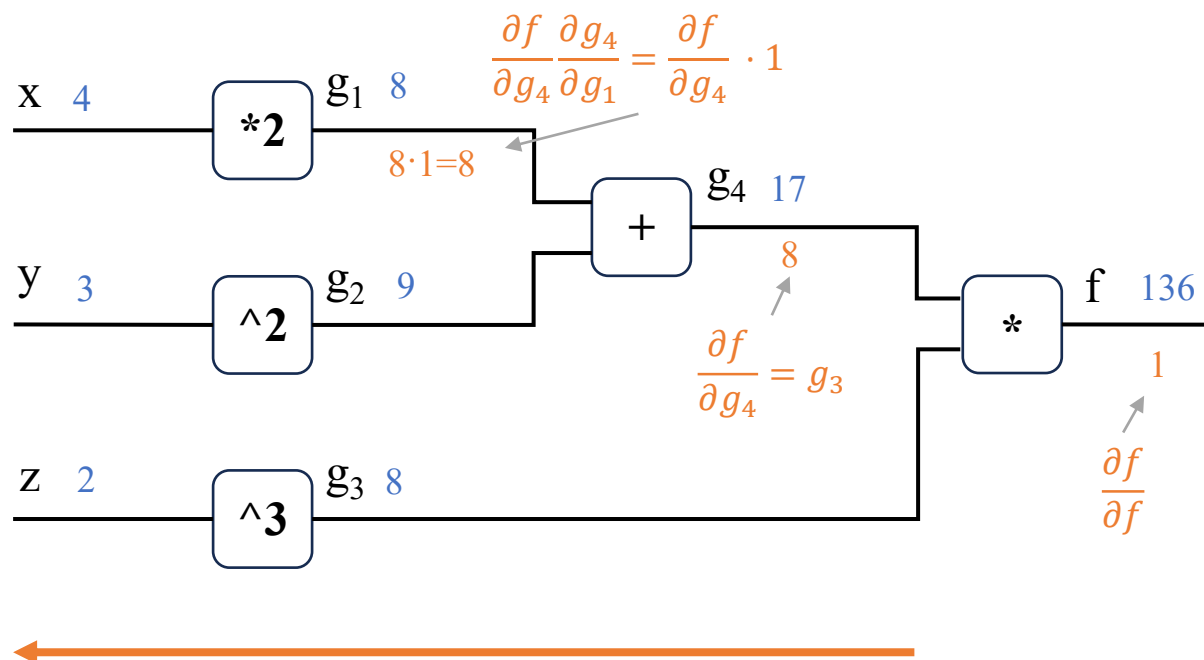 ∂f/∂g₄ ∂g₄/∂g₁ = ∂f/∂g₄ · 1
x 4 *2 g₁ 8
8·1=8
+ g₄ 17
8
y 3 ^2 g₂ 9
* f 136
∂f/∂g₄ = g₃
1
∂f/∂f
z 2 ^3 g₃ 8